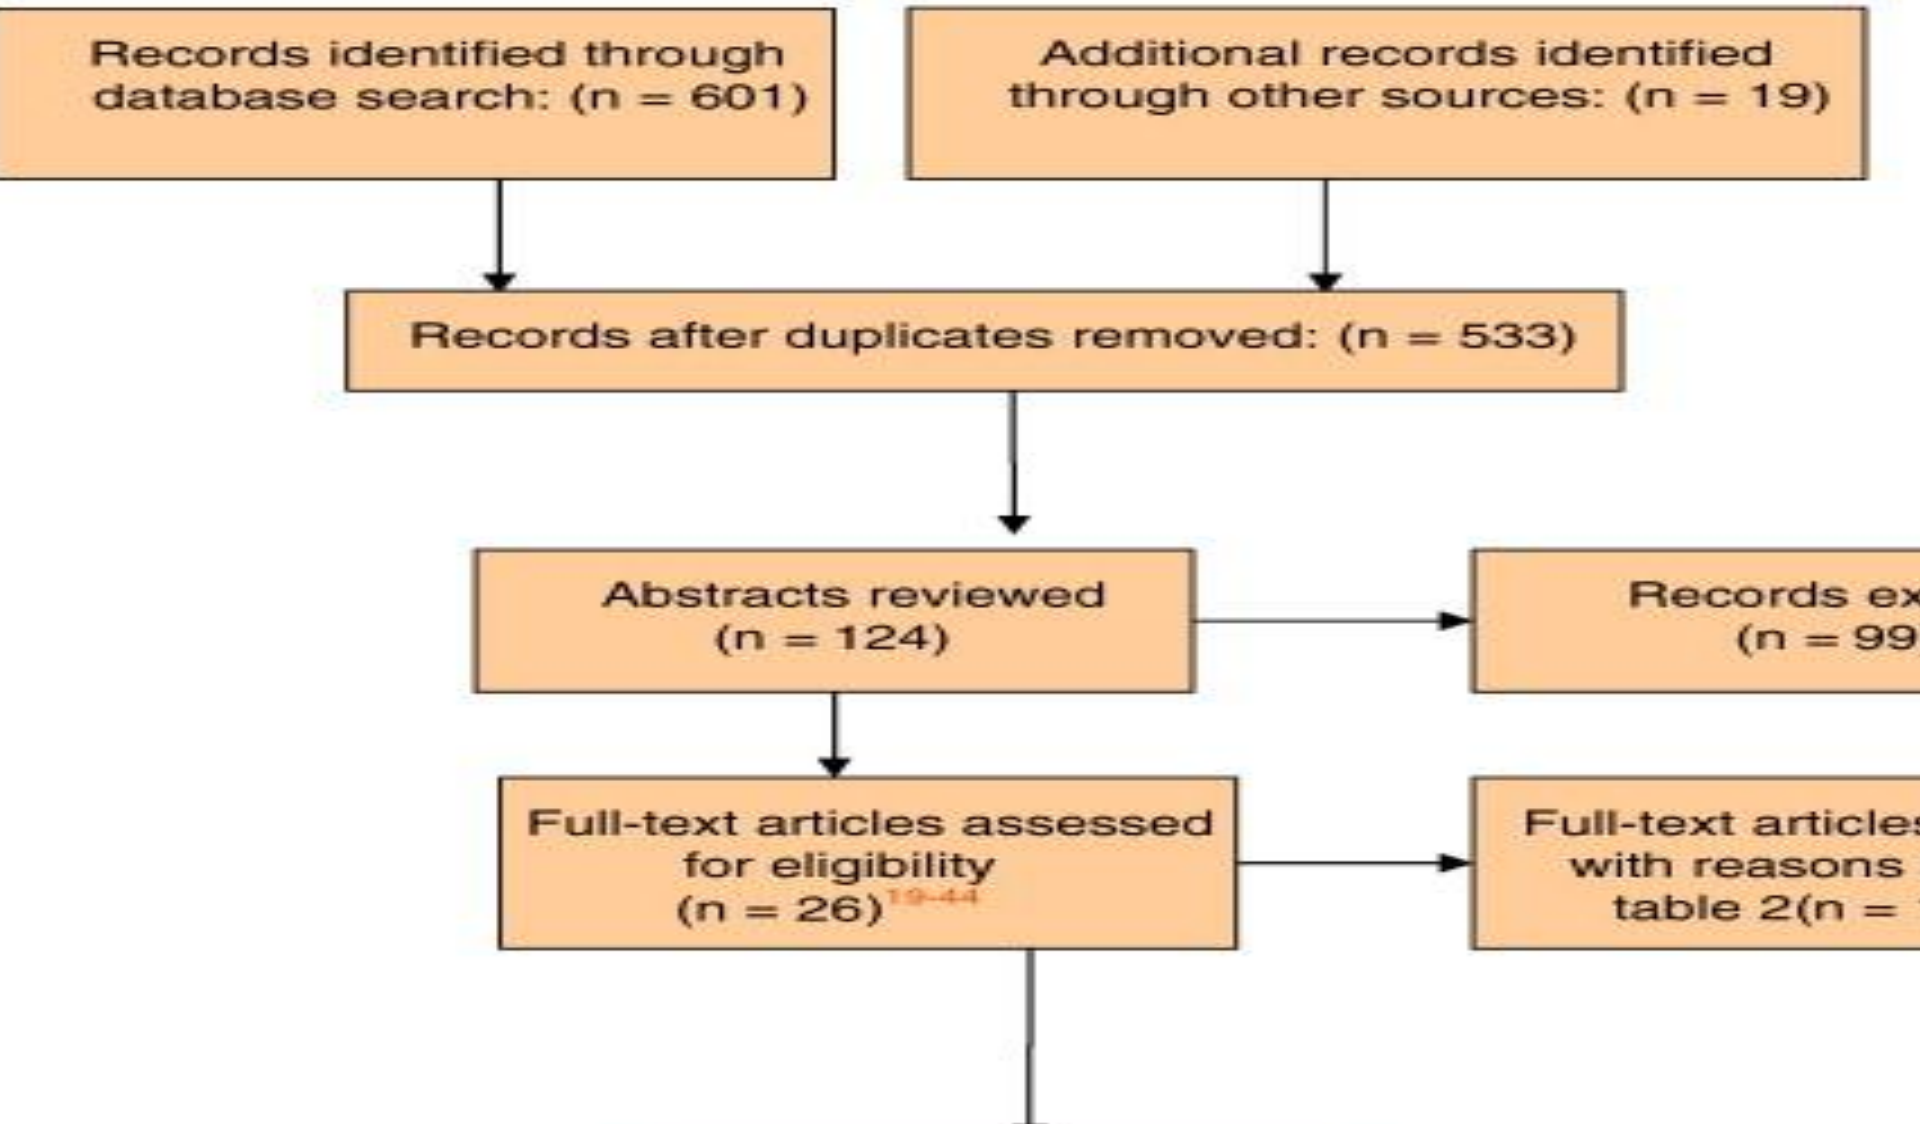 Records identified through
database search: (n = 601)
Additional records identified
through other sources: (n = 19)
Records after duplicates removed: (n = 533)
Abstracts reviewed
(n = 124)
Records
(n = 99
Full-text articles assessed
for eligibility
(n = 26)19-44
Full-text articles
with reasons
table 2(n =